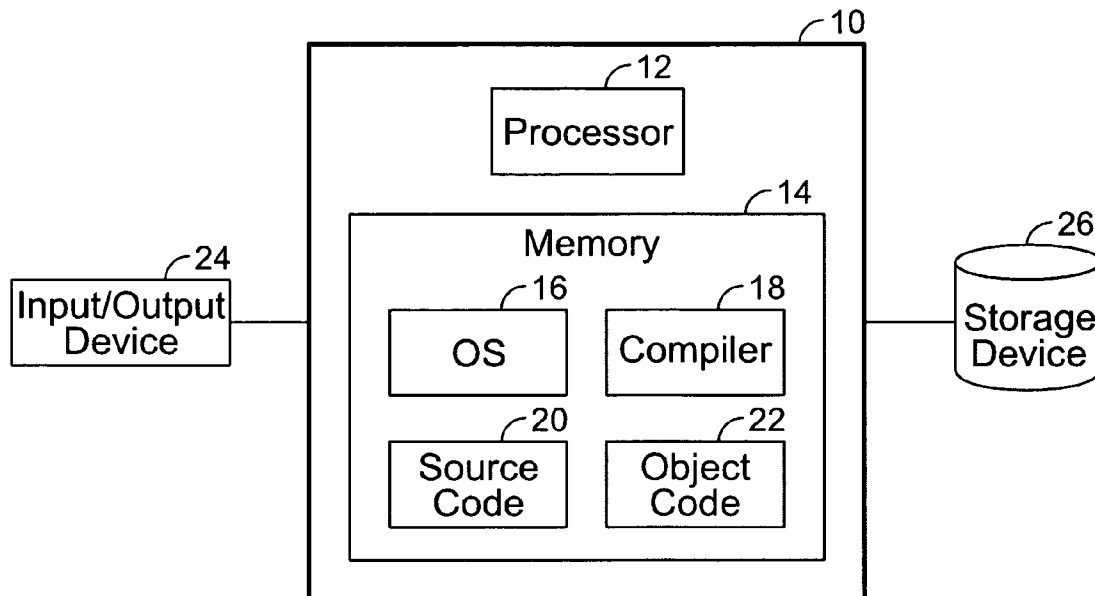 10
12
Processor
14
Memory
24
Input/Output
Device
16
OS
18
Compiler
20
Source
Code
22
Object
Code
26
Storage
Device